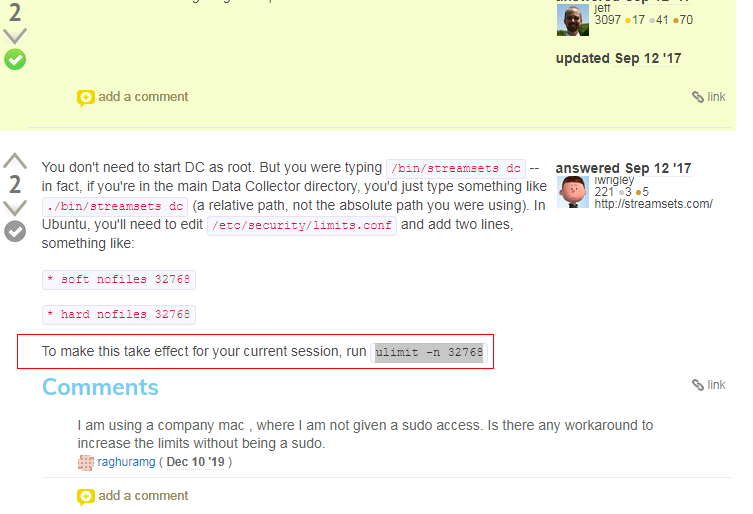 2
jeff
3097 17 41 70
updated Sep 12 '17
add a comment
link
2
You don't need to start DC as root. But you were typing /bin/streamsets dc --
in fact, if you're in the main Data Collector directory, you'd just type something like
./bin/streamsets dc (a relative path, not the absolute path you were using). In
Ubuntu, you'll need to edit /etc/security/limits.conf and add two lines,
something like:
answered Sep 12 '17
iwrigley
221 3 5
http://streamsets.com/
* soft nofiles 32768
* hard nofiles 32768
To make this take effect for your current session, run ulimit -n 32768
Comments
link
I am using a company mac , where I am not given a sudo access. Is there any workaround to
increase the limits without being a sudo.
raghuramg ( Dec 10 '19 )
add a comment